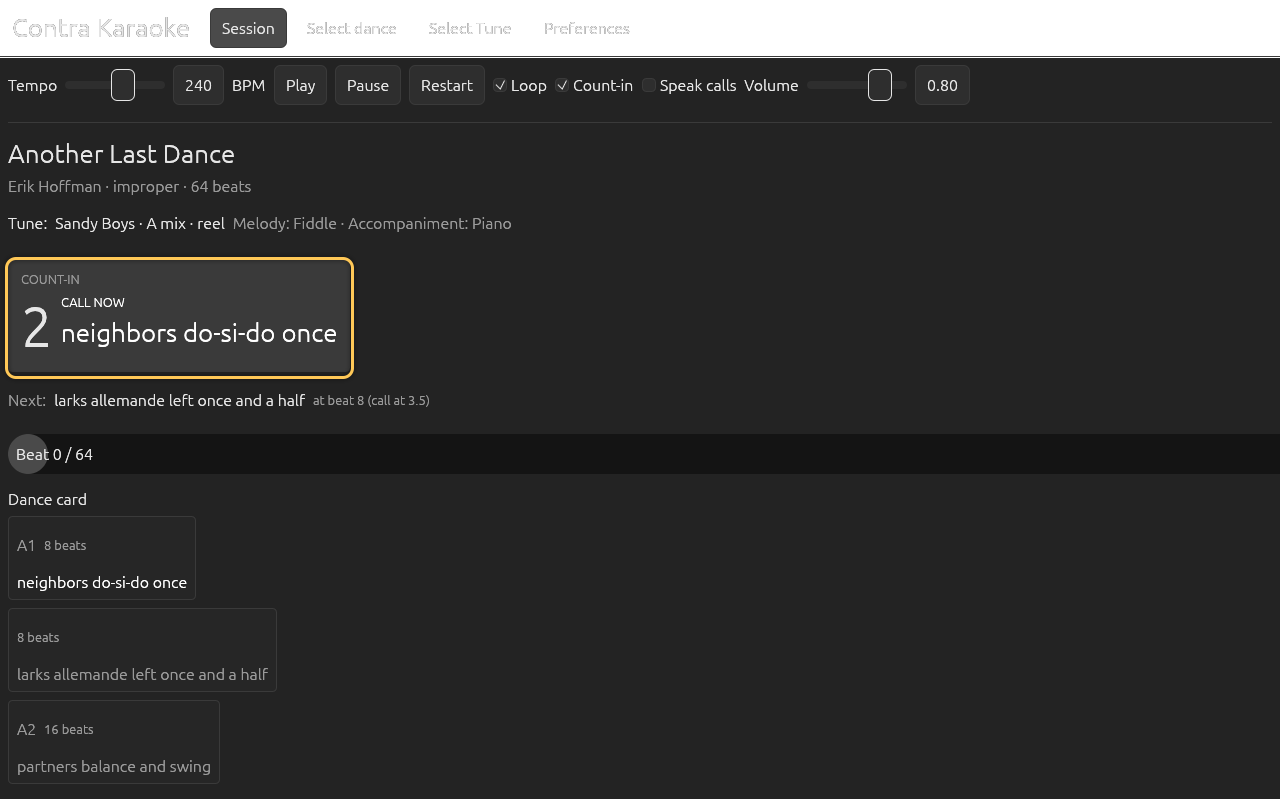 Contra Karaoke Session Select dance Select Tune Preferences
Tempo 240 BPM Play Pause Restart Loop Count-in Speak calls Volume 0.80
Another Last Dance
Erik Hoffman · improper · 64 beats
Tune: Sandy Boys · A mix · reel Melody: Fiddle · Accompaniment: Piano
COUNT-IN
CALL NOW
2 neighbors do-si-do once
Next: larks allemande left once and a half at beat 8 (call at 3.5)
Beat 0 / 64
Dance card
A1 8 beats
neighbors do-si-do once
8 beats
larks allemande left once and a half
A2 16 beats
partners balance and swing